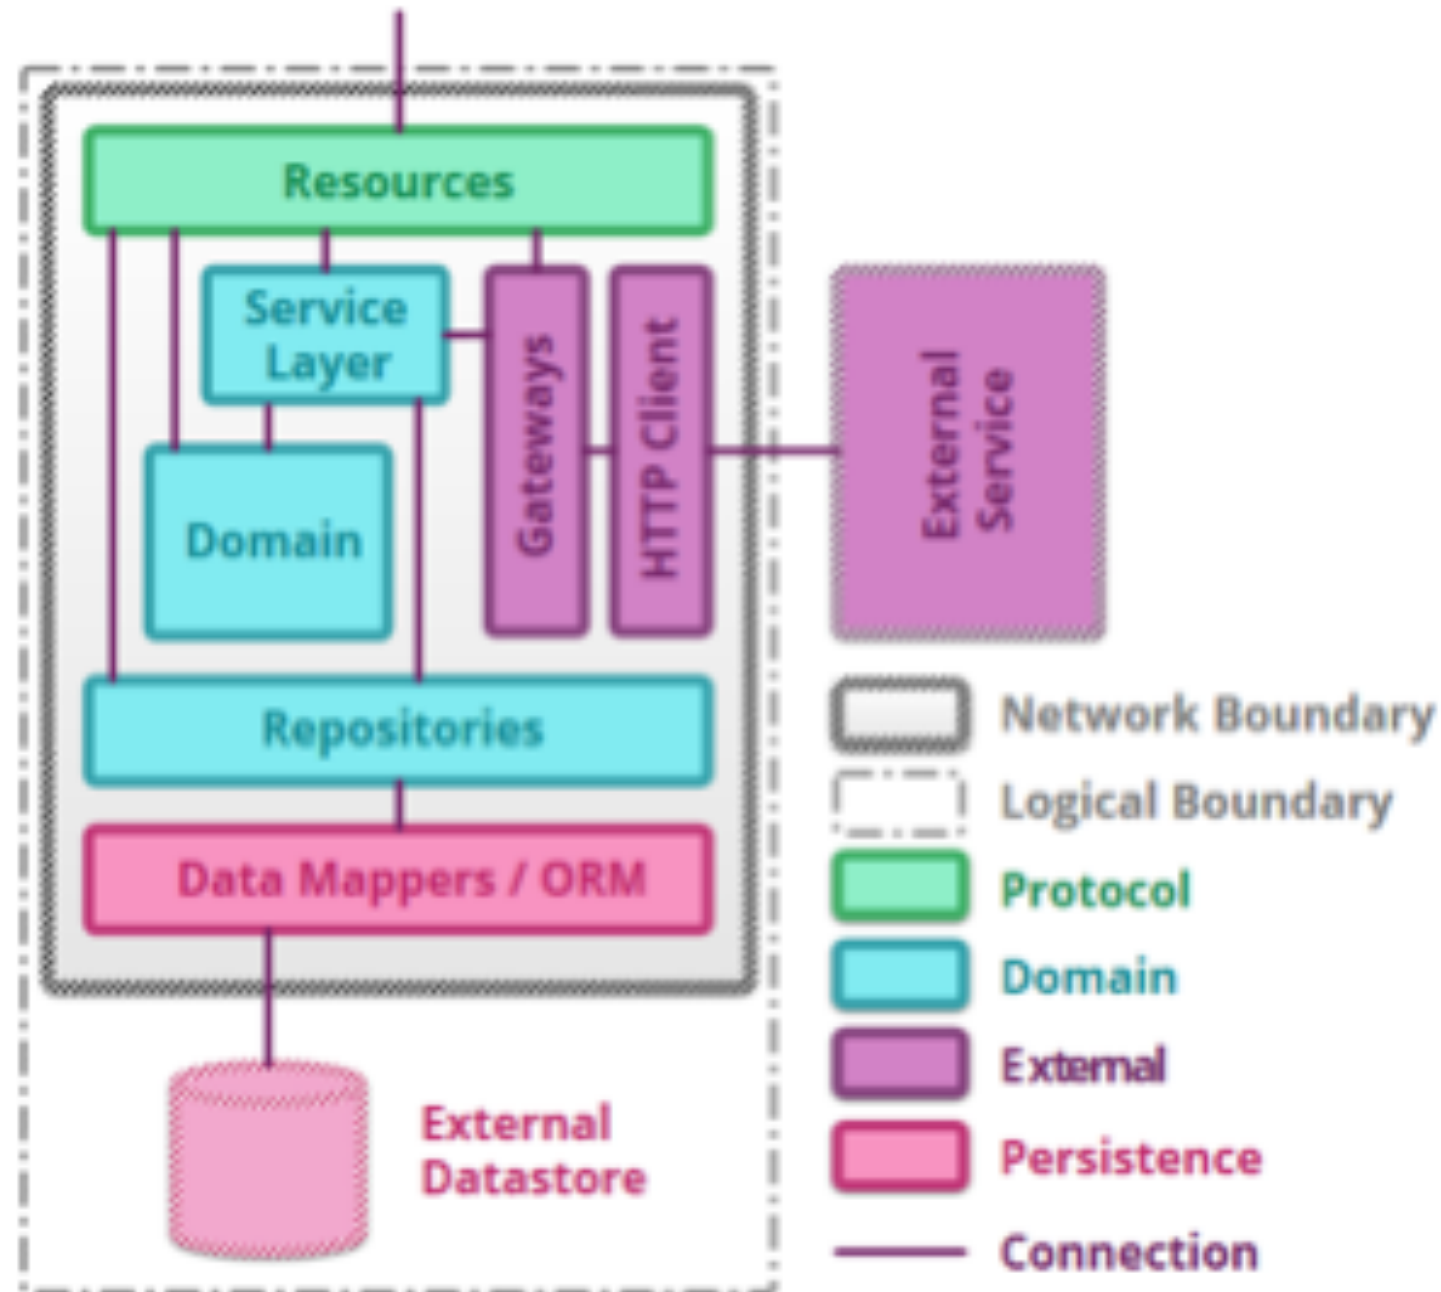 Resources
Service
Layer
Gateways
HTTP Client
External
Service
Domain
Repositories
Data Mappers / ORM
External
Datastore
Network Boundary
Logical Boundary
Protocol
Domain
External
Persistence
Connection